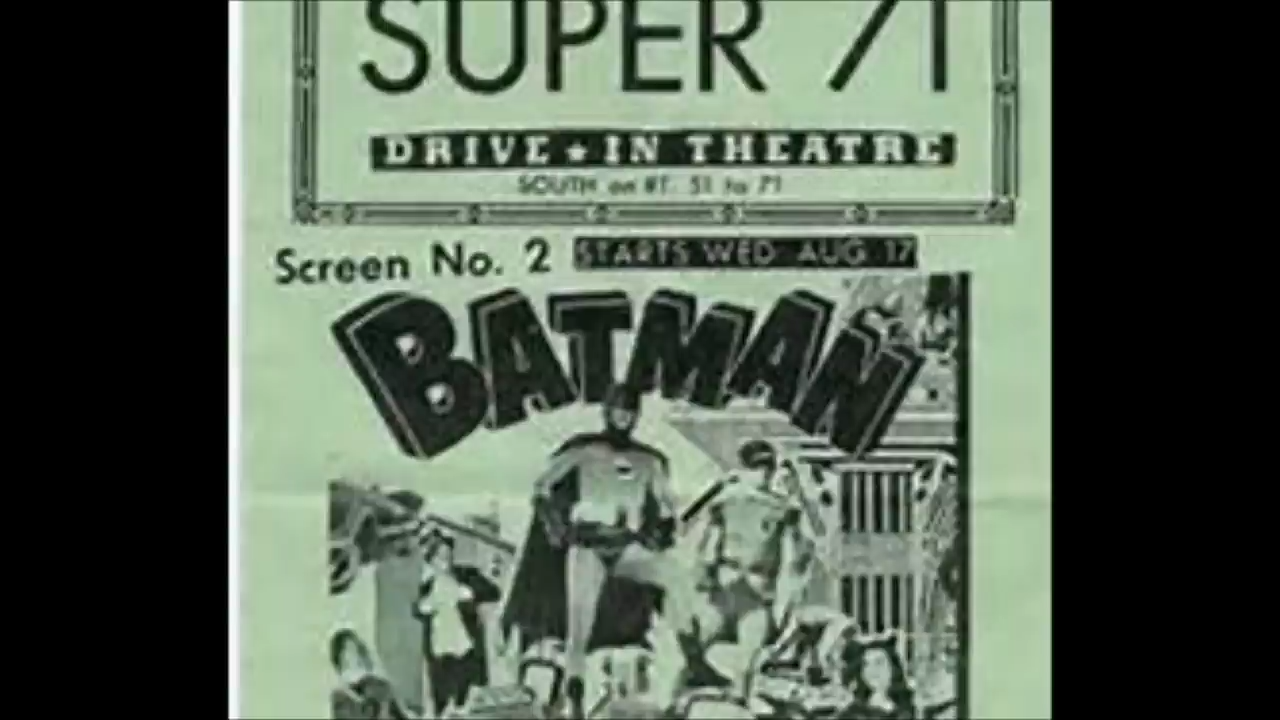 SUPER 71
DRIVE★IN THEATRE
SOUTH on RT. 51 to 71
Screen No. 2 STARTS WED AUG 17
BATMAN